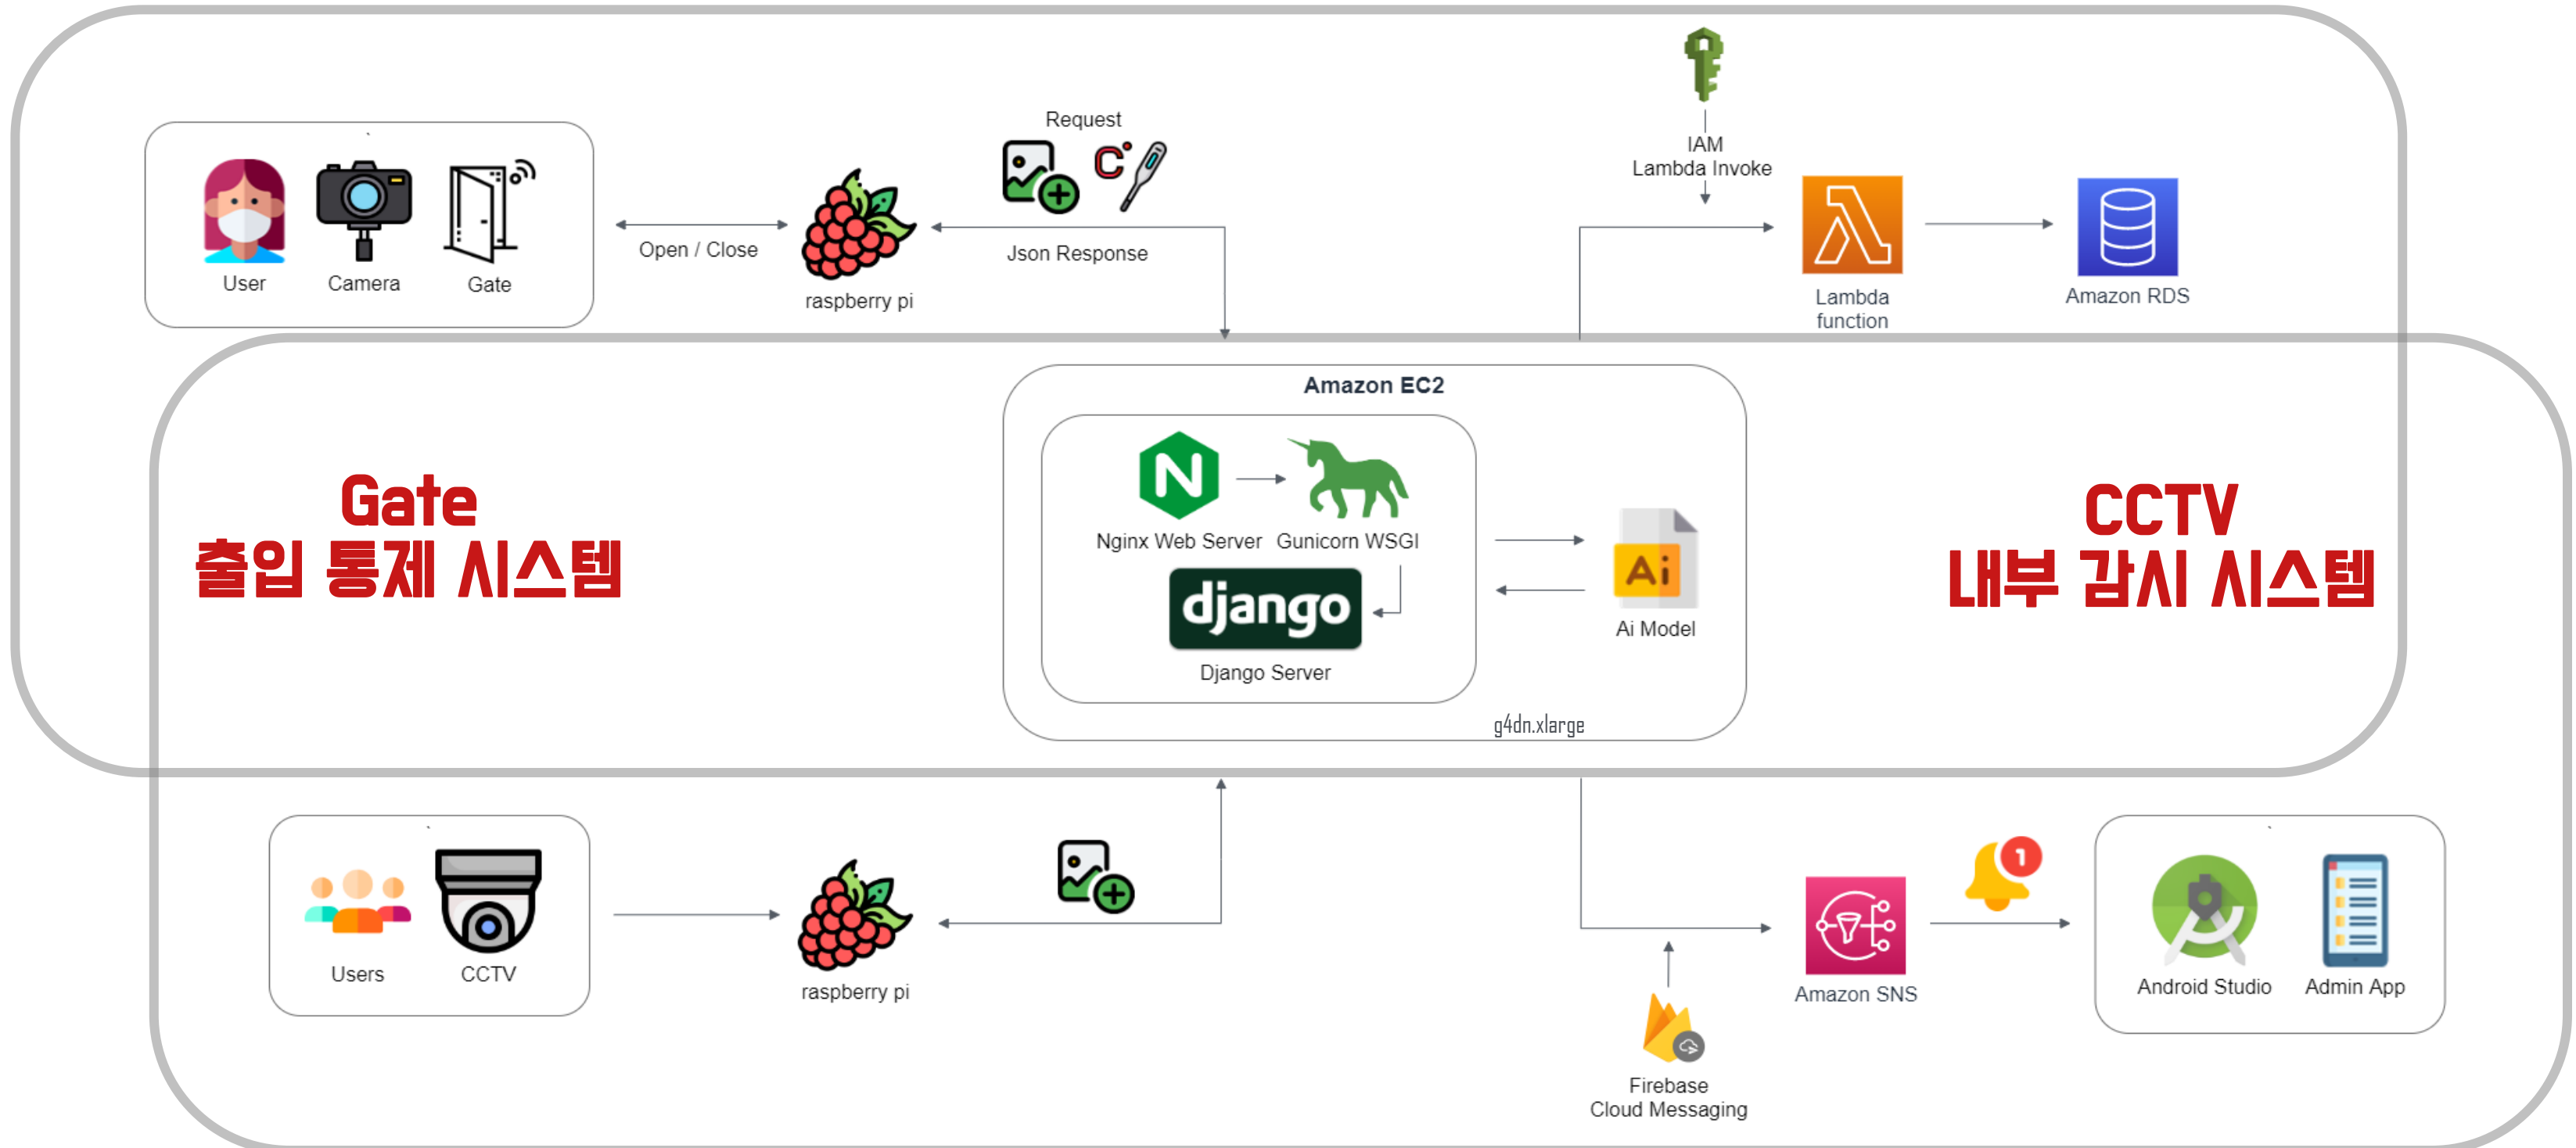 Request
C°
IAM
Lambda Invoke
User
Camera
Gate
Open / Close
raspberry pi
Json Response
Lambda
function
Amazon RDS
Amazon EC2
Gate
출입 통제 시스템
N
Nginx Web Server
Gunicorn WSGI
django
Django Server
Ai
Ai Model
g4dn.xlarge
CCTV
내부 감시 시스템
Users
CCTV
raspberry pi
1
Amazon SNS
Android Studio
Admin App
Firebase
Cloud Messaging